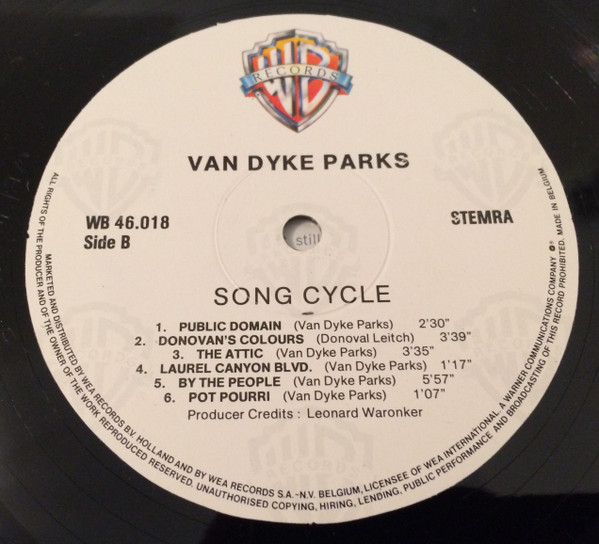 WB
RECORDS
VAN DYKE PARKS
WB 46.018
Side B
STEMRA
still
SONG CYCLE
1. PUBLIC DOMAIN (Van Dyke Parks) 2'30"
2. DONOVAN'S COLOURS (Donoval Leitch) 3'39"
3. THE ATTIC (Van Dyke Parks) 3'35"
4. LAUREL CANYON BLVD. (Van Dyke Parks) 1'17"
5. BY THE PEOPLE (Van Dyke Parks) 5'57"
6. POT POURRI (Van Dyke Parks) 1'07"
Producer Credits : Leonard Waronker
ALL RIGHTS OF THE PRODUCER AND OF THE OWNER OF THE WORK REPRODUCED RESERVED. UNAUTHORISED COPYING, HIRING, LENDING, PUBLIC PERFORMANCE AND BROADCASTING OF THIS RECORD PROHIBITED. MADE IN BELGIUM
MARKETED AND DISTRIBUTED BY WEA RECORDS BV. HOLLAND AND BY WEA RECORDS S.A.-N.V. BELGIUM, LICENSEE OF WEA INTERNATIONAL. A WARNER COMMUNICATIONS COMPANY